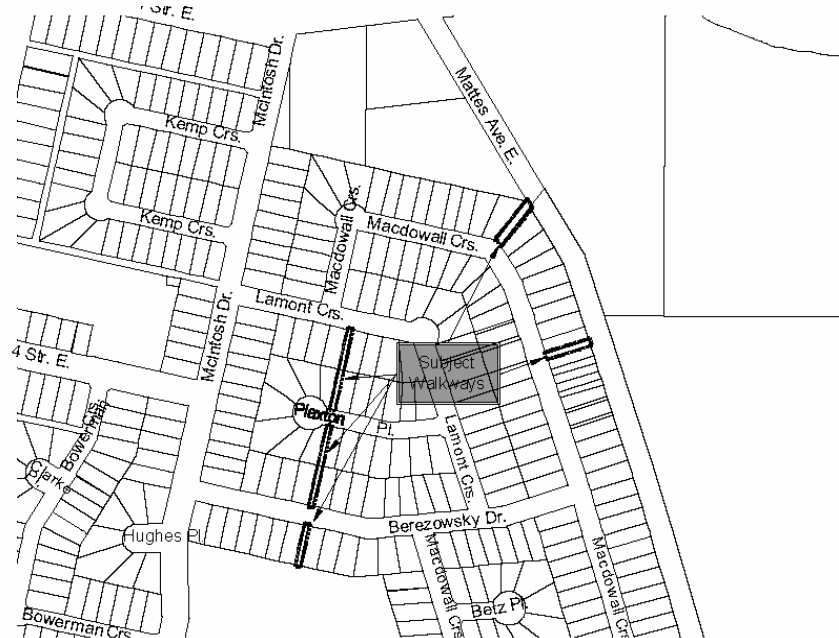 Str. E.
McIntosh Dr.
Mattes Ave. E.
Kemp Crs.
Kemp Crs.
Macdowall Crs.
Macdowall Crs.
Lamont Crs.
McIntosh Dr.
4 Str. E.
Subject
Walkways
Plaxton
Pl.
Bowerman
Crs.
Clark
Lamont Crs.
Hughes Pl.
Berezowsky Dr.
Macdowall Crs.
Macdowall Crs.
Betz Pl.
Bowerman Crs.